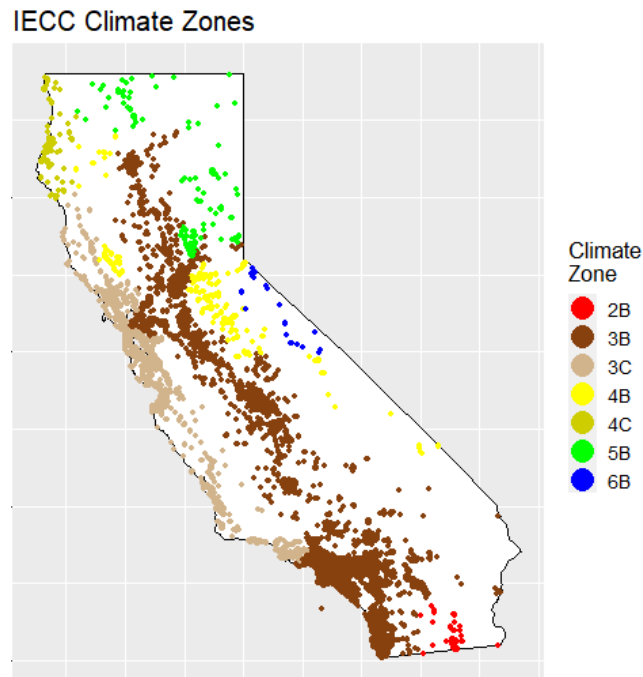 IECC Climate Zones
Climate
Zone
2B
3B
3C
4B
4C
5B
6B